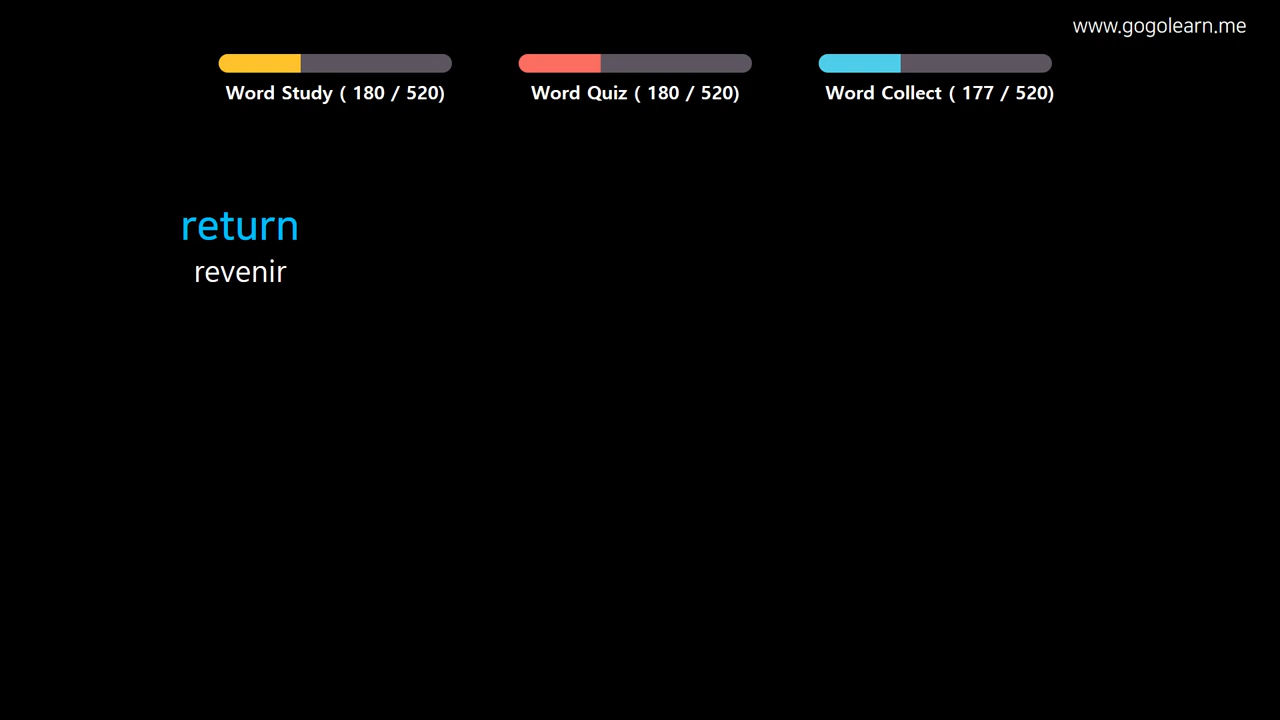 www.gogolearn.me
Word Study ( 180 / 520)
Word Quiz ( 180 / 520)
Word Collect ( 177 / 520)
return
revenir